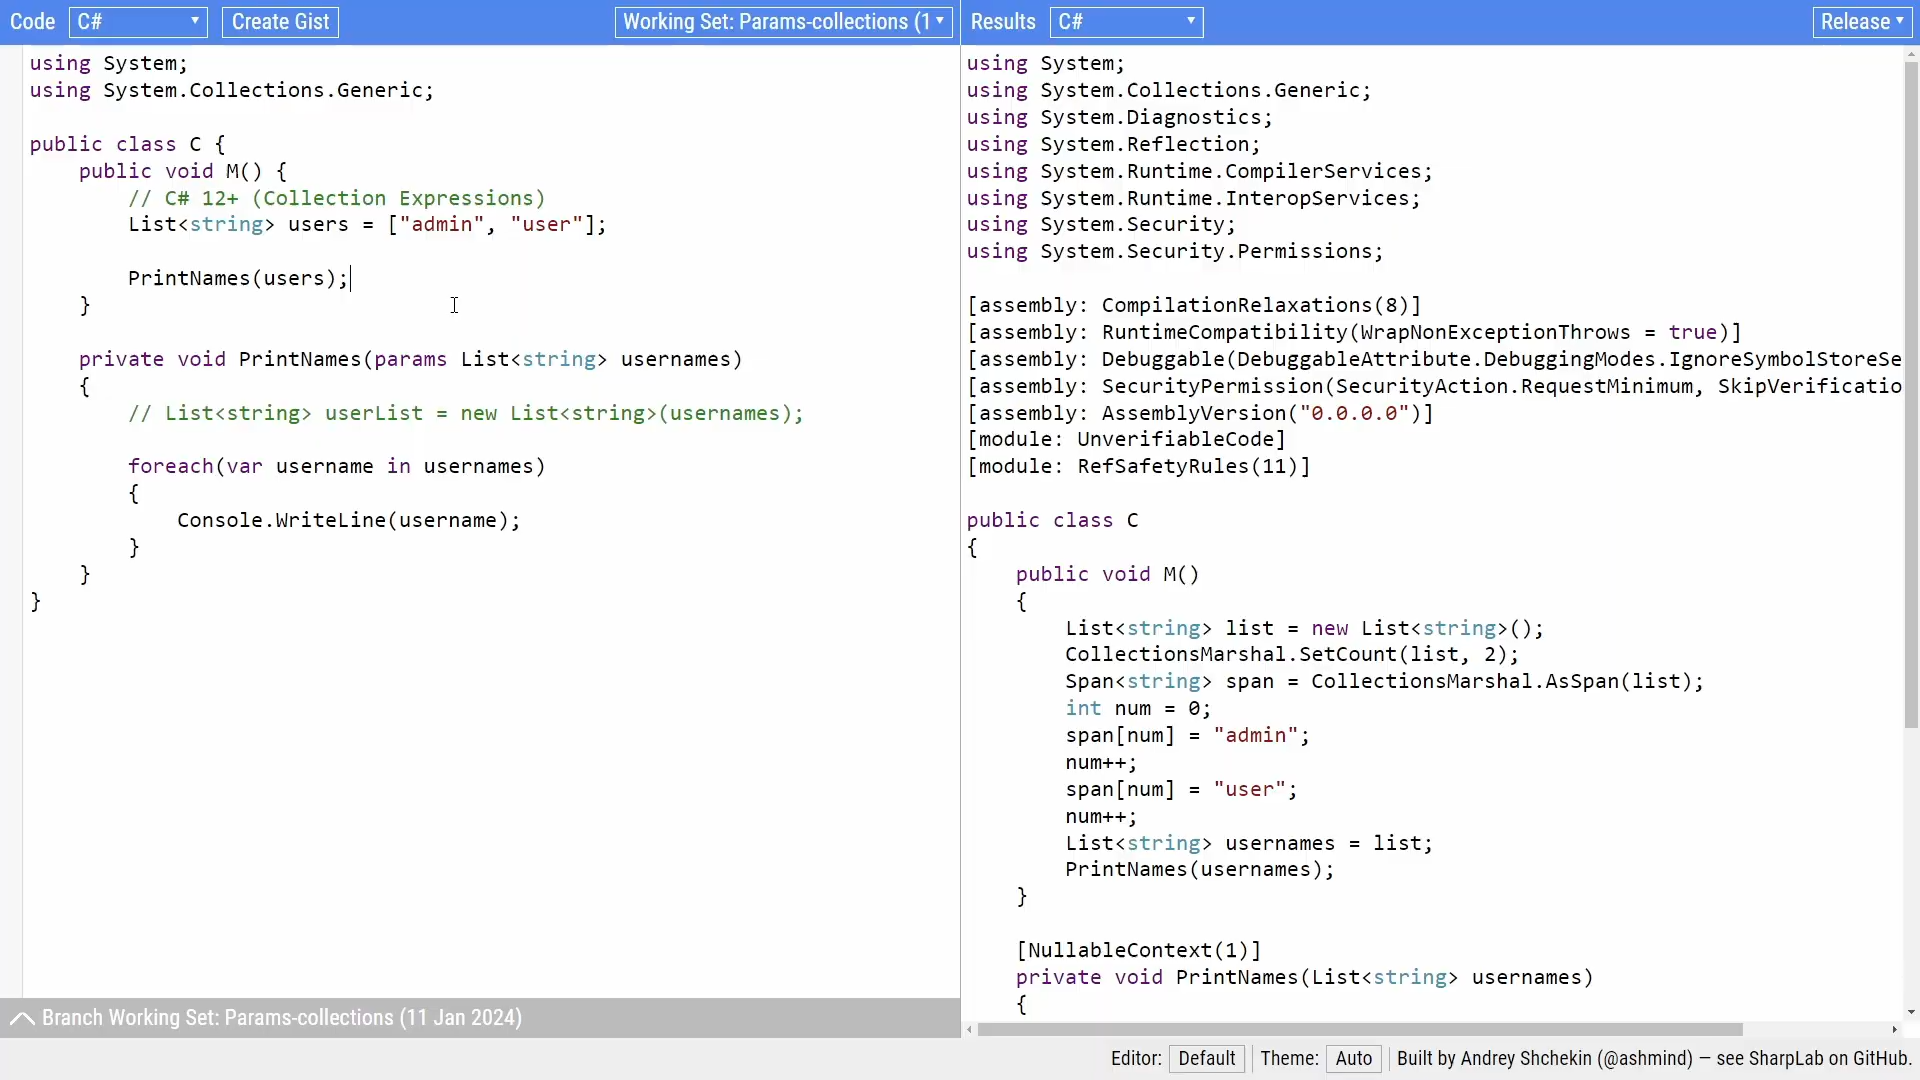 Code C# Create Gist Working Set: Params-collections (1
using System;
using System.Collections.Generic;
public class C {
public void M() {
// C# 12+ (Collection Expressions)
List<string> users = ["admin", "user"];
PrintNames(users);
}
private void PrintNames(params List<string> usernames)
{
// List<string> userList = new List<string>(usernames);
foreach(var username in usernames)
{
Console.WriteLine(username);
}
}
}
Branch Working Set: Params-collections (11 Jan 2024)
Results C# Release
using System;
using System.Collections.Generic;
using System.Diagnostics;
using System.Reflection;
using System.Runtime.CompilerServices;
using System.Runtime.InteropServices;
using System.Security;
using System.Security.Permissions;
[assembly: CompilationRelaxations(8)]
[assembly: RuntimeCompatibility(WrapNonExceptionThrows = true)]
[assembly: Debuggable(DebuggableAttribute.DebuggingModes.IgnoreSymbolStoreSe
[assembly: SecurityPermission(SecurityAction.RequestMinimum, SkipVerificatio
[assembly: AssemblyVersion("0.0.0.0")]
[module: UnverifiableCode]
[module: RefSafetyRules(11)]
public class C
{
public void M()
{
List<string> list = new List<string>();
CollectionsMarshal.SetCount(list, 2);
Span<string> span = CollectionsMarshal.AsSpan(list);
int num = 0;
span[num] = "admin";
num++;
span[num] = "user";
num++;
List<string> usernames = list;
PrintNames(usernames);
}
[NullableContext(1)]
private void PrintNames(List<string> usernames)
{
Editor: Default Theme: Auto Built by Andrey Shchekin (@ashmind) — see SharpLab on GitHub.